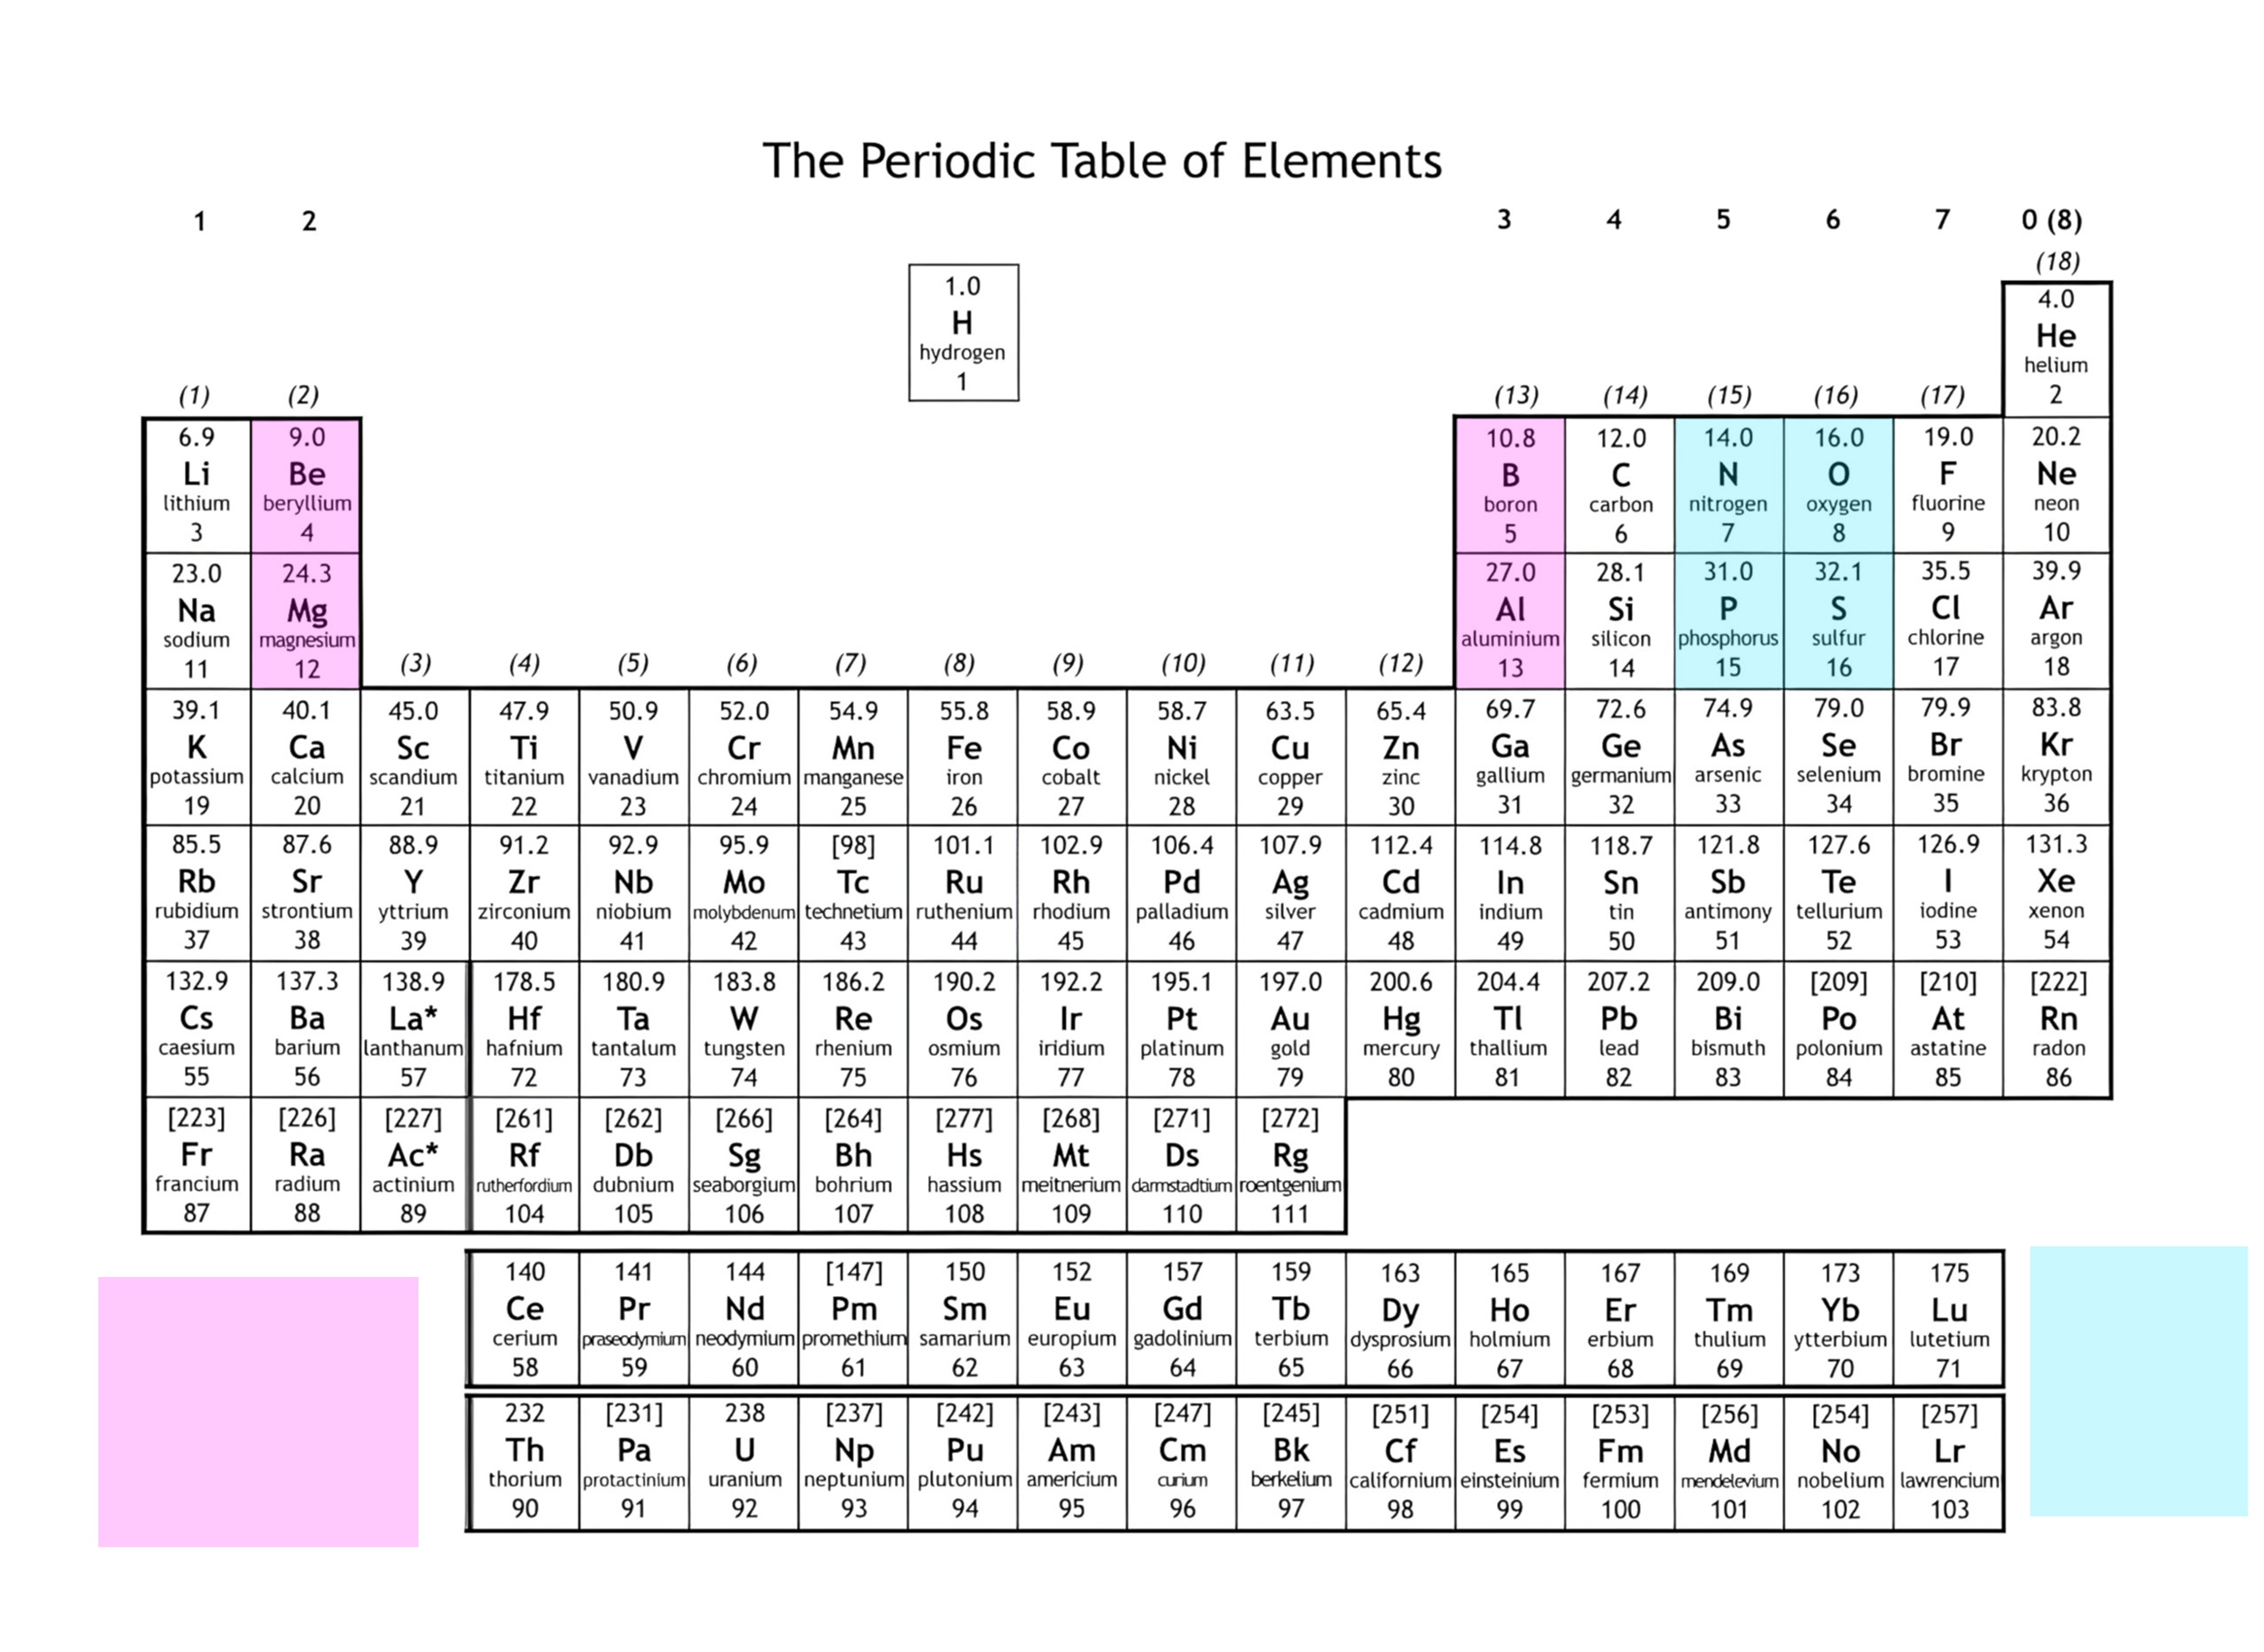 The Periodic Table of Elements
1 2 3 4 5 6 7 0 (8)
(18)
1.0 4.0
H He
hydrogen helium
1 2
(1) (2) (13) (14) (15) (16) (17)
6.9 9.0 10.8 12.0 14.0 16.0 19.0 20.2
Li Be B C N O F Ne
lithium beryllium boron carbon nitrogen oxygen fluorine neon
3 4 5 6 7 8 9 10
23.0 24.3 27.0 28.1 31.0 32.1 35.5 39.9
Na Mg Al Si P S Cl Ar
sodium magnesium aluminium silicon phosphorus sulfur chlorine argon
11 12 13 14 15 16 17 18
(3) (4) (5) (6) (7) (8) (9) (10) (11) (12)
39.1 40.1 45.0 47.9 50.9 52.0 54.9 55.8 58.9 58.7 63.5 65.4 69.7 72.6 74.9 79.0 79.9 83.8
K Ca Sc Ti V Cr Mn Fe Co Ni Cu Zn Ga Ge As Se Br Kr
potassium calcium scandium titanium vanadium chromium manganese iron cobalt nickel copper zinc gallium germanium arsenic selenium bromine krypton
19 20 21 22 23 24 25 26 27 28 29 30 31 32 33 34 35 36
85.5 87.6 88.9 91.2 92.9 95.9 [98] 101.1 102.9 106.4 107.9 112.4 114.8 118.7 121.8 127.6 126.9 131.3
Rb Sr Y Zr Nb Mo Tc Ru Rh Pd Ag Cd In Sn Sb Te I Xe
rubidium strontium yttrium zirconium niobium molybdenum technetium ruthenium rhodium palladium silver cadmium indium tin antimony tellurium iodine xenon
37 38 39 40 41 42 43 44 45 46 47 48 49 50 51 52 53 54
132.9 137.3 138.9 178.5 180.9 183.8 186.2 190.2 192.2 195.1 197.0 200.6 204.4 207.2 209.0 [209] [210] [222]
Cs Ba La* Hf Ta W Re Os Ir Pt Au Hg Tl Pb Bi Po At Rn
caesium barium lanthanum hafnium tantalum tungsten rhenium osmium iridium platinum gold mercury thallium lead bismuth polonium astatine radon
55 56 57 72 73 74 75 76 77 78 79 80 81 82 83 84 85 86
[223] [226] [227] [261] [262] [266] [264] [277] [268] [271] [272]
Fr Ra Ac* Rf Db Sg Bh Hs Mt Ds Rg
francium radium actinium rutherfordium dubnium seaborgium bohrium hassium meitnerium darmstadtium roentgenium
87 88 89 104 105 106 107 108 109 110 111
140 141 144 [147] 150 152 157 159 163 165 167 169 173 175
Ce Pr Nd Pm Sm Eu Gd Tb Dy Ho Er Tm Yb Lu
cerium praseodymium neodymium promethium samarium europium gadolinium terbium dysprosium holmium erbium thulium ytterbium lutetium
58 59 60 61 62 63 64 65 66 67 68 69 70 71
232 [231] 238 [237] [242] [243] [247] [245] [251] [254] [253] [256] [254] [257]
Th Pa U Np Pu Am Cm Bk Cf Es Fm Md No Lr
thorium protactinium uranium neptunium plutonium americium curium berkelium californium einsteinium fermium mendelevium nobelium lawrencium
90 91 92 93 94 95 96 97 98 99 100 101 102 103